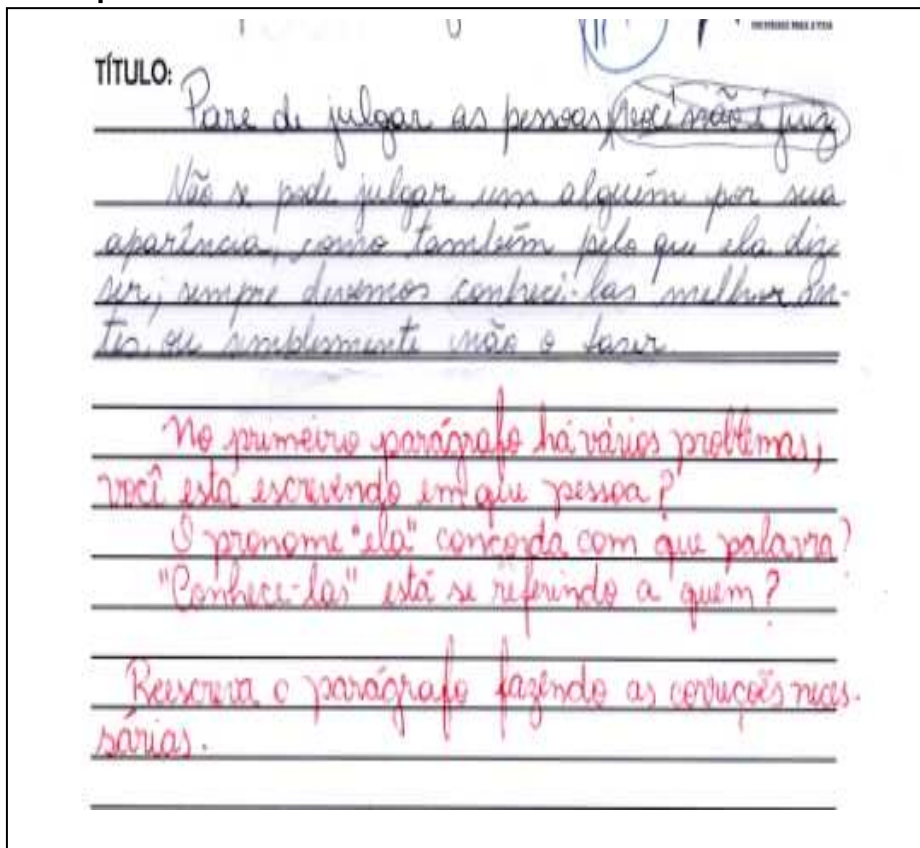 TÍTULO:
Pare de julgar as pessoas, você não é juiz
Não se pode julgar um alguém por sua
aparência, como também pelo que ela dize
ser, sempre devemos conhecê-las melhor an-
tes, ou simplismente não o fazer.
No primeiro parágrafo há vários problemas,
você está escrevendo em que pessoa?
O pronome "ela" concorda com que palavra?
"Conhece-las" está se referindo a quem?
Reescreva o parágrafo fazendo as correções neces-
sárias.